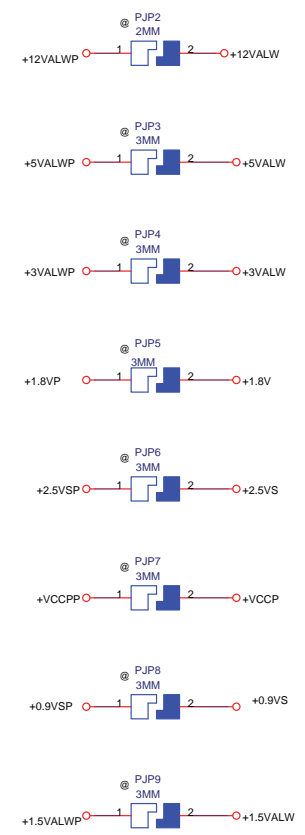 @ PJP2
2MM
+12VALWP 1 2 +12VALW
@ PJP3
3MM
+5VALWP 1 2 +5VALW
@ PJP4
3MM
+3VALWP 1 2 +3VALW
@ PJP5
3MM
+1.8VP 1 2 +1.8V
@ PJP6
3MM
+2.5VSP 1 2 +2.5VS
@ PJP7
3MM
+VCCPP 1 2 +VCCP
@ PJP8
3MM
+0.9VSP 1 2 +0.9VS
@ PJP9
3MM
+1.5VALWP 1 2 +1.5VALW